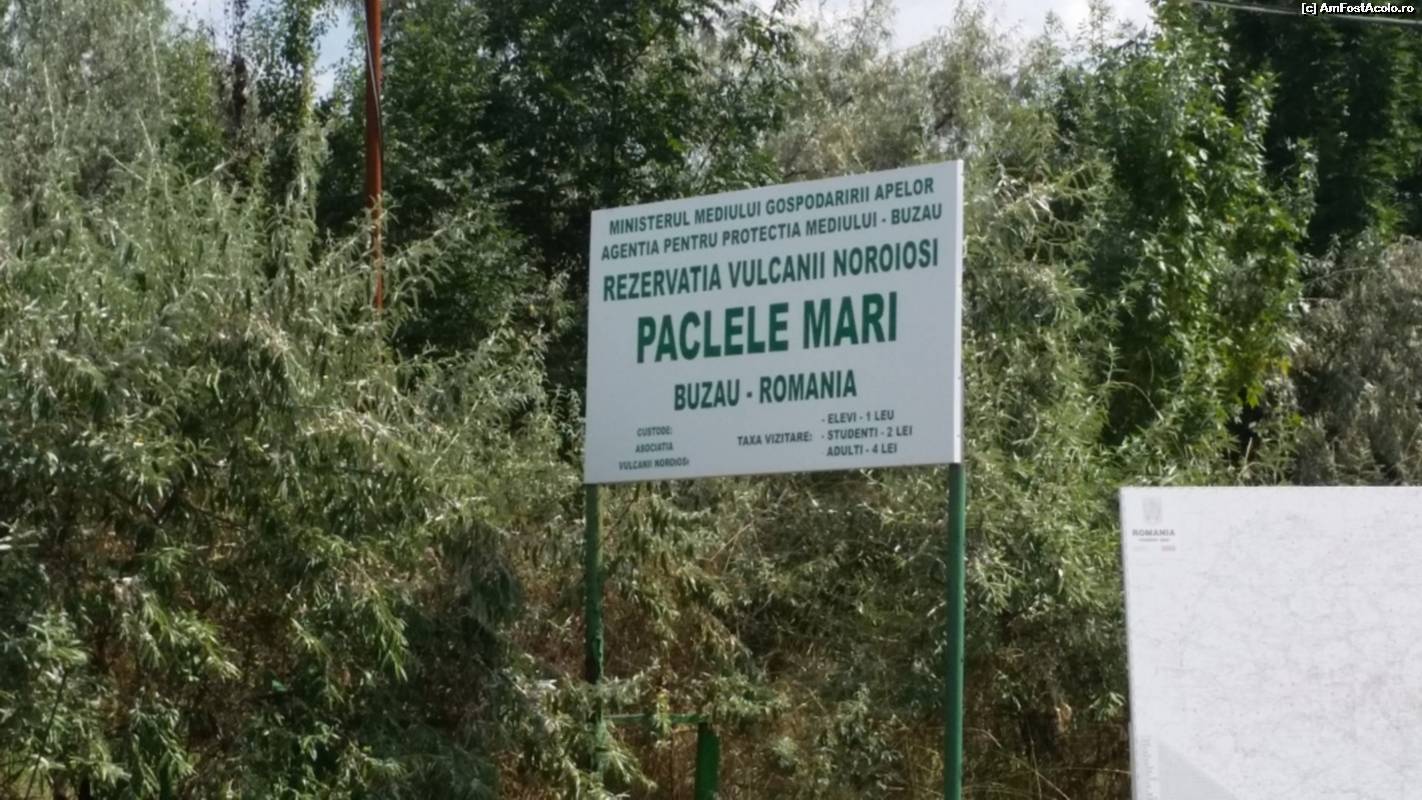 [c] AmFostAcolo.ro
MINISTERUL MEDIULUI GOSPODARIRII APELOR
AGENTIA PENTRU PROTECTIA MEDIULUI - BUZAU
REZERVATIA VULCANII NOROIOSI
PACLELE MARI
BUZAU - ROMANIA
CUSTODE:
ASOCIATIA
VULCANII NOROIOSI
TAXA VIZITARE:
- ELEVI - 1 LEU
- STUDENTI - 2 LEI
ADULTI - 4 LEI
ROMANIA